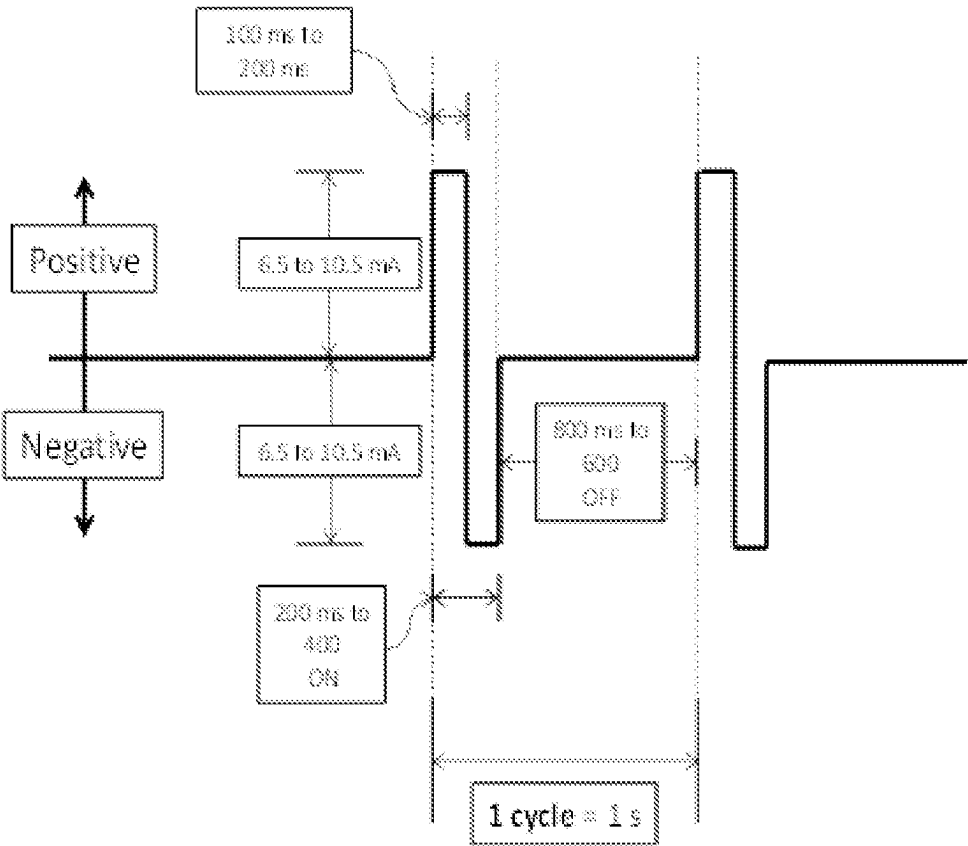 100 ms to
200 ms
Positive
6.5 to 10.5 mA
Negative
6.5 to 10.5 mA
800 ms to
600
OFF
200 ms to
400
ON
1 cycle = 1 s